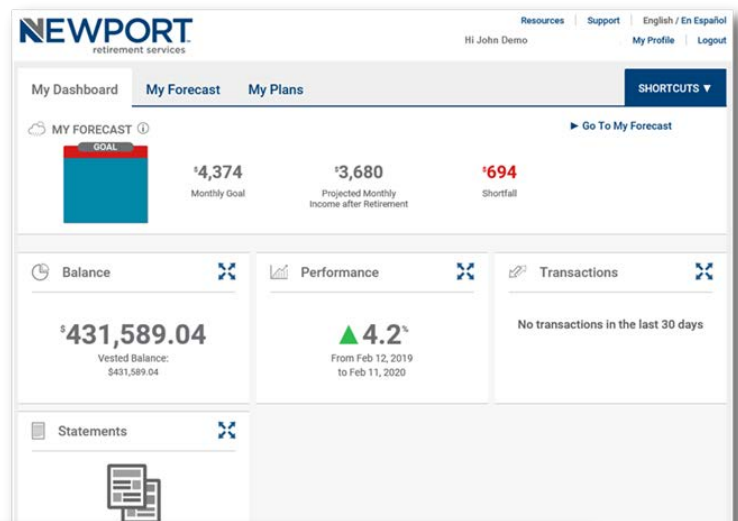 NEWPORT
retirement services
Resources Support English / En Español
Hi John Demo My Profile Logout
My Dashboard My Forecast My Plans SHORTCUTS ▼
MY FORECAST ⓘ
► Go To My Forecast
GOAL
$4,374 $3,680 $694
Monthly Goal Projected Monthly Shortfall
Income after Retirement
Balance Performance Transactions
$431,589.04 ▲4.2% No transactions in the last 30 days
Vested Balance: From Feb 12, 2019
$431,589.04 to Feb 11, 2020
Statements